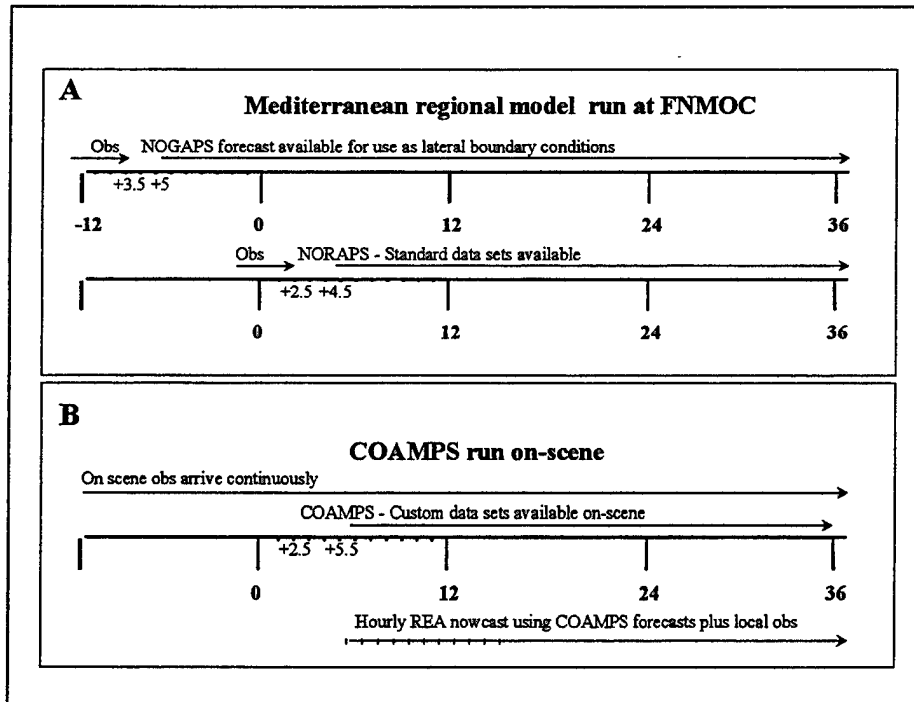 A
Mediterranean regional model run at FNMOC
Obs NOGAPS forecast available for use as lateral boundary conditions
+3.5 +5
-12 0 12 24 36
Obs NORAPS - Standard data sets available
+2.5 +4.5
0 12 24 36
B
COAMPS run on-scene
On scene obs arrive continuously
COAMPS - Custom data sets available on-scene
+2.5 +5.5
0 12 24 36
Hourly REA nowcast using COAMPS forecasts plus local obs